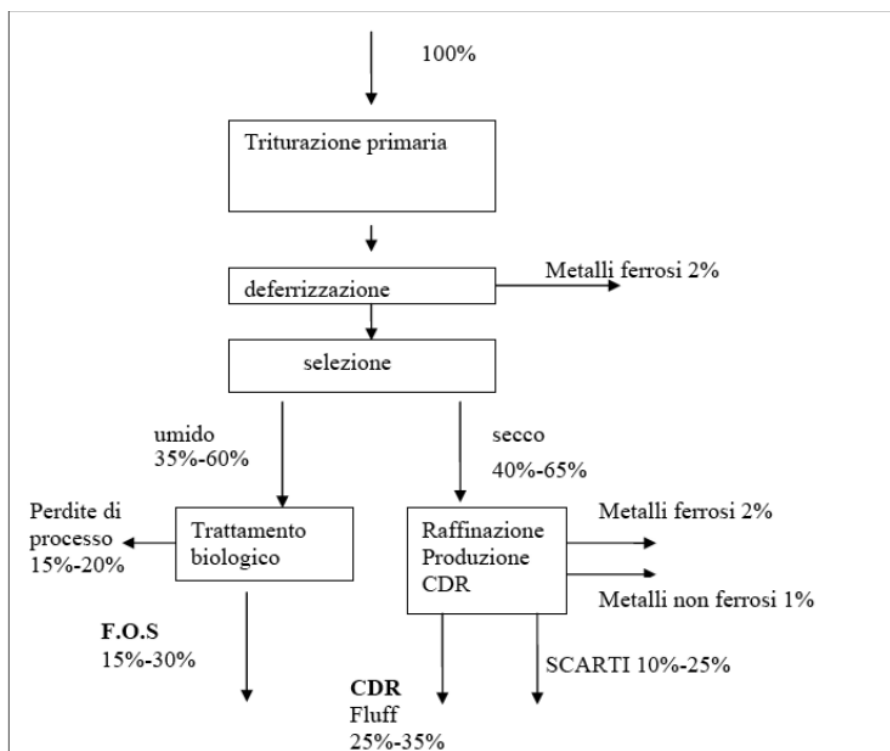 100%
Triturazione primaria
Metalli ferrosi 2%
deferrizzazione
selezione
umido
35%-60%
secco
40%-65%
Perdite di
processo
15%-20%
Trattamento
biologico
Raffinazione
Produzione
CDR
Metalli ferrosi 2%
Metalli non ferrosi 1%
F.O.S
15%-30%
SCARTI 10%-25%
CDR
Fluff
25%-35%